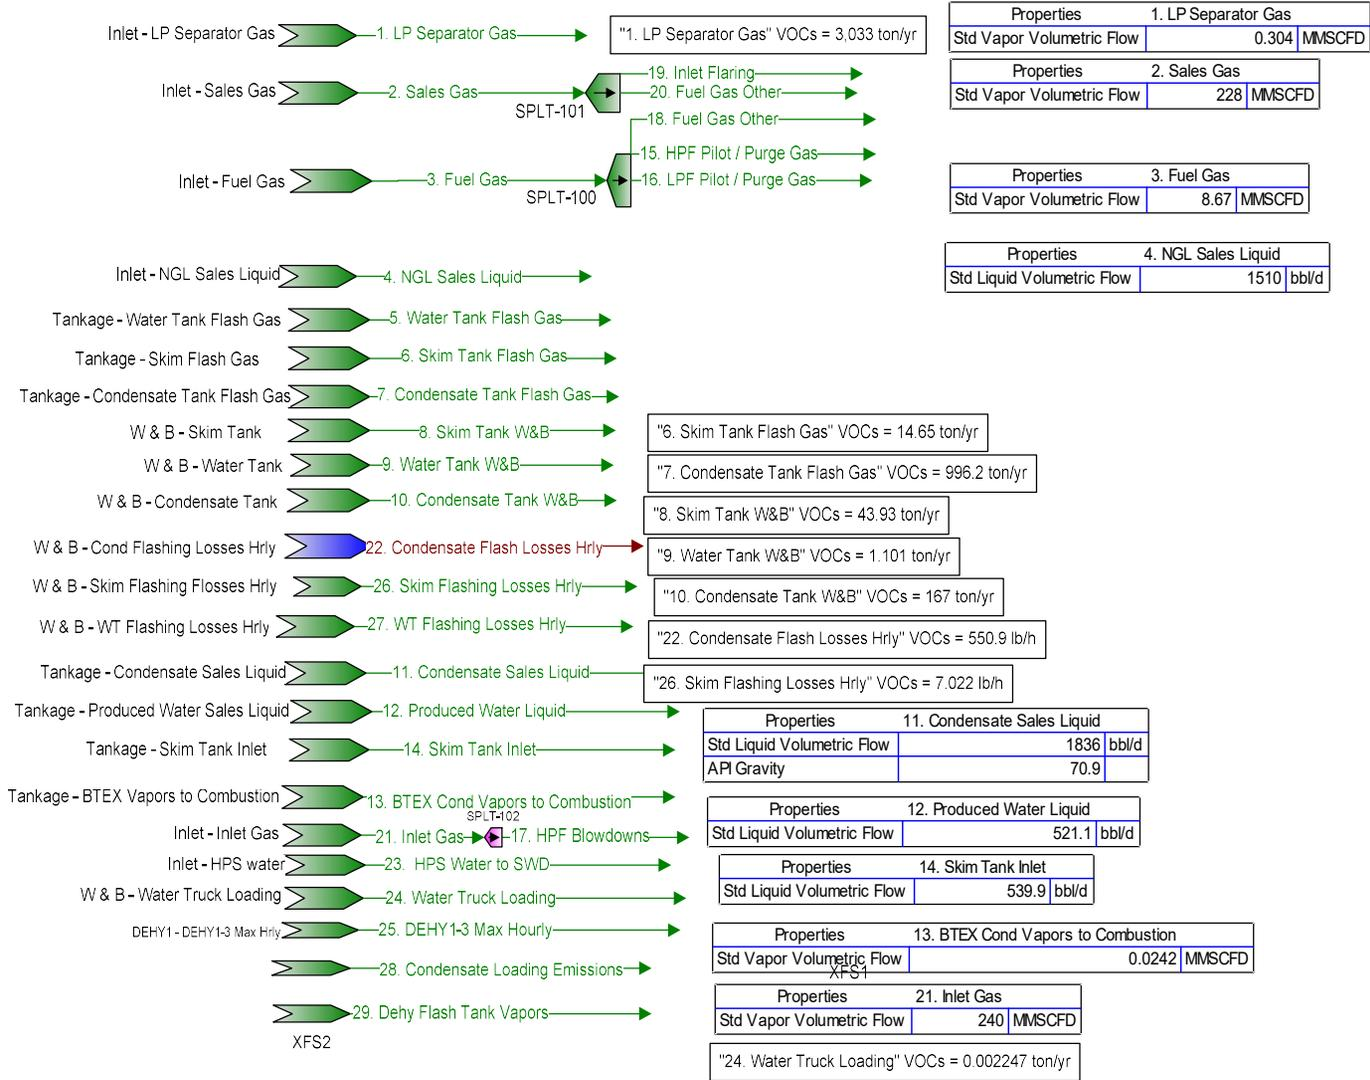 Inlet - LP Separator Gas
1. LP Separator Gas
"1. LP Separator Gas" VOCs = 3,033 ton/yr
Properties 1. LP Separator Gas
Std Vapor Volumetric Flow 0.304 MMSCFD
Inlet - Sales Gas
2. Sales Gas
SPLT-101
19. Inlet Flaring
20. Fuel Gas Other
Properties 2. Sales Gas
Std Vapor Volumetric Flow 228 MMSCFD
18. Fuel Gas Other
15. HPF Pilot / Purge Gas
Inlet - Fuel Gas
3. Fuel Gas
SPLT-100
16. LPF Pilot / Purge Gas
Properties 3. Fuel Gas
Std Vapor Volumetric Flow 8.67 MMSCFD
Inlet - NGL Sales Liquid
4. NGL Sales Liquid
Properties 4. NGL Sales Liquid
Std Liquid Volumetric Flow 1510 bbl/d
Tankage - Water Tank Flash Gas
5. Water Tank Flash Gas
Tankage - Skim Flash Gas
6. Skim Tank Flash Gas
Tankage - Condensate Tank Flash Gas
7. Condensate Tank Flash Gas
W & B - Skim Tank
8. Skim Tank W&B
"6. Skim Tank Flash Gas" VOCs = 14.65 ton/yr
W & B - Water Tank
9. Water Tank W&B
"7. Condensate Tank Flash Gas" VOCs = 996.2 ton/yr
W & B - Condensate Tank
10. Condensate Tank W&B
"8. Skim Tank W&B" VOCs = 43.93 ton/yr
W & B - Cond Flashing Losses Hrly
22. Condensate Flash Losses Hrly
"9. Water Tank W&B" VOCs = 1.101 ton/yr
W & B - Skim Flashing Flosses Hrly
26. Skim Flashing Losses Hrly
"10. Condensate Tank W&B" VOCs = 167 ton/yr
W & B - WT Flashing Losses Hrly
27. WT Flashing Losses Hrly
"22. Condensate Flash Losses Hrly" VOCs = 550.9 lb/h
Tankage - Condensate Sales Liquid
11. Condensate Sales Liquid
"26. Skim Flashing Losses Hrly" VOCs = 7.022 lb/h
Tankage - Produced Water Sales Liquid
12. Produced Water Liquid
Properties 11. Condensate Sales Liquid
Std Liquid Volumetric Flow 1836 bbl/d
API Gravity 70.9
Tankage - Skim Tank Inlet
14. Skim Tank Inlet
Tankage - BTEX Vapors to Combustion
13. BTEX Cond Vapors to Combustion
Properties 12. Produced Water Liquid
Std Liquid Volumetric Flow 521.1 bbl/d
Inlet - Inlet Gas
21. Inlet Gas
SPLT-102
17. HPF Blowdowns
Inlet - HPS water
23. HPS Water to SWD
Properties 14. Skim Tank Inlet
Std Liquid Volumetric Flow 539.9 bbl/d
W & B - Water Truck Loading
24. Water Truck Loading
DEHY1 - DEHY1-3 Max Hrly
25. DEHY1-3 Max Hourly
Properties 13. BTEX Cond Vapors to Combustion
Std Vapor Volumetric Flow 0.0242 MMSCFD
XFS1
28. Condensate Loading Emissions
Properties 21. Inlet Gas
Std Vapor Volumetric Flow 240 MMSCFD
29. Dehy Flash Tank Vapors
XFS2
"24. Water Truck Loading" VOCs = 0.002247 ton/yr